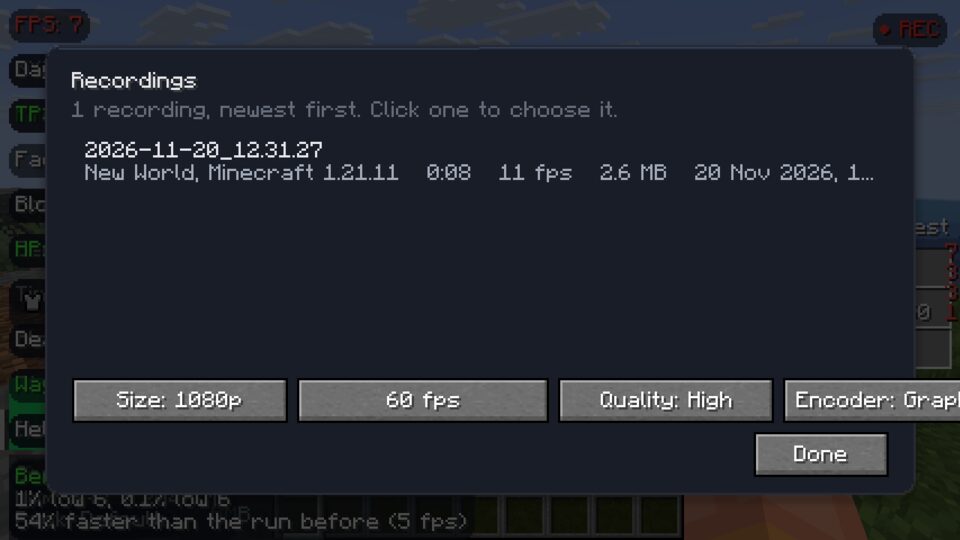 FPS: 7
REC
Recordings
1 recording, newest first. Click one to choose it.
2026-11-20_12.31.27
New World, Minecraft 1.21.11 0:08 11 fps 2.6 MB 20 Nov 2026, 1...
Size: 1080p
60 fps
Quality: High
Encoder: Grap
Done
1% low 6, 0.1% low 6
54% faster than the run before (5 fps)